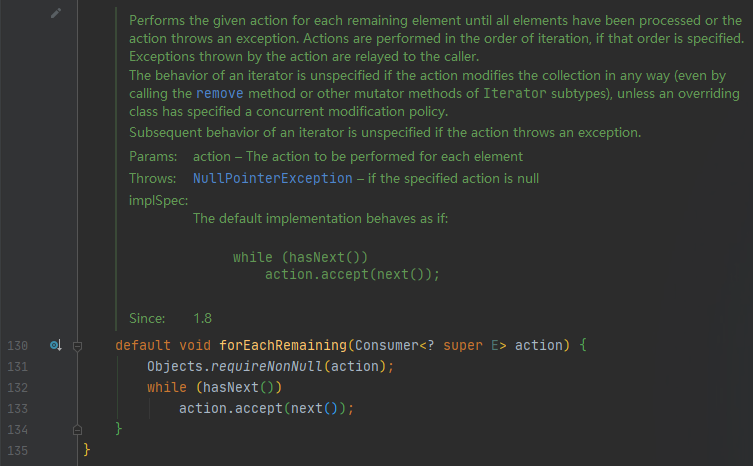 Performs the given action for each remaining element until all elements have been processed or the
action throws an exception. Actions are performed in the order of iteration, if that order is specified.
Exceptions thrown by the action are relayed to the caller.
The behavior of an iterator is unspecified if the action modifies the collection in any way (even by
calling the remove method or other mutator methods of Iterator subtypes), unless an overriding
class has specified a concurrent modification policy.
Subsequent behavior of an iterator is unspecified if the action throws an exception.
Params: action – The action to be performed for each element
Throws: NullPointerException – if the specified action is null
implSpec:
The default implementation behaves as if:
while (hasNext())
action.accept(next());
Since: 1.8
130 default void forEachRemaining(Consumer<? super E> action) {
131 Objects.requireNonNull(action);
132 while (hasNext())
133 action.accept(next());
134 }
135 }